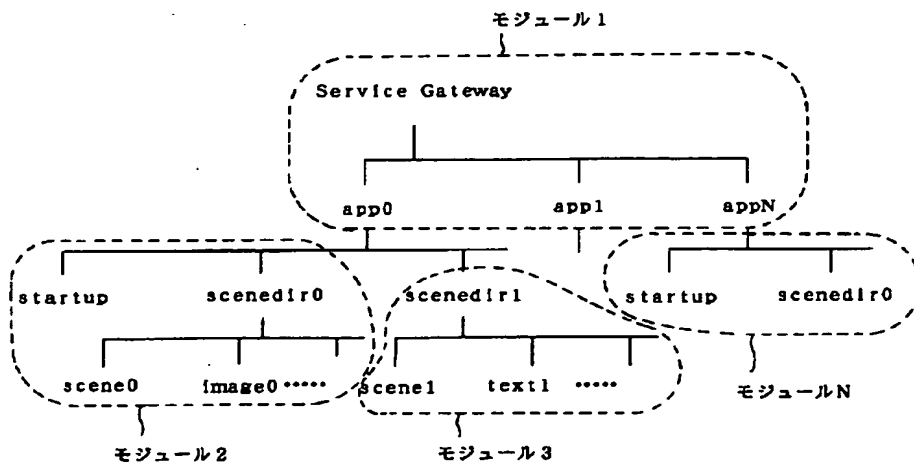 モジュール1
Service Gateway
app0 app1 appN
startup scenedir0 scenedir1 startup scenedir0
scene0 image0 ・・・・・ scene1 text1 ・・・・・
モジュールN
モジュール2 モジュール3